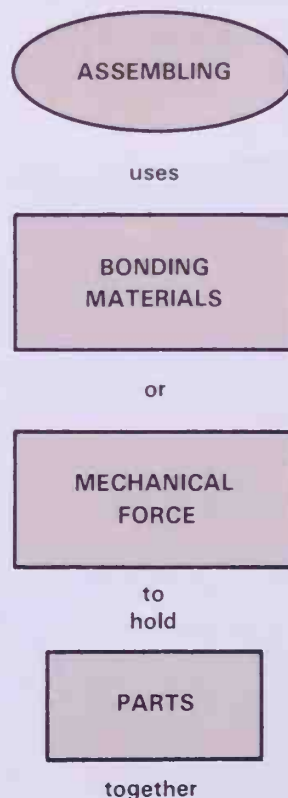 ASSEMBLING
uses
BONDING
MATERIALS
or
MECHANICAL
FORCE
to
hold
PARTS
together